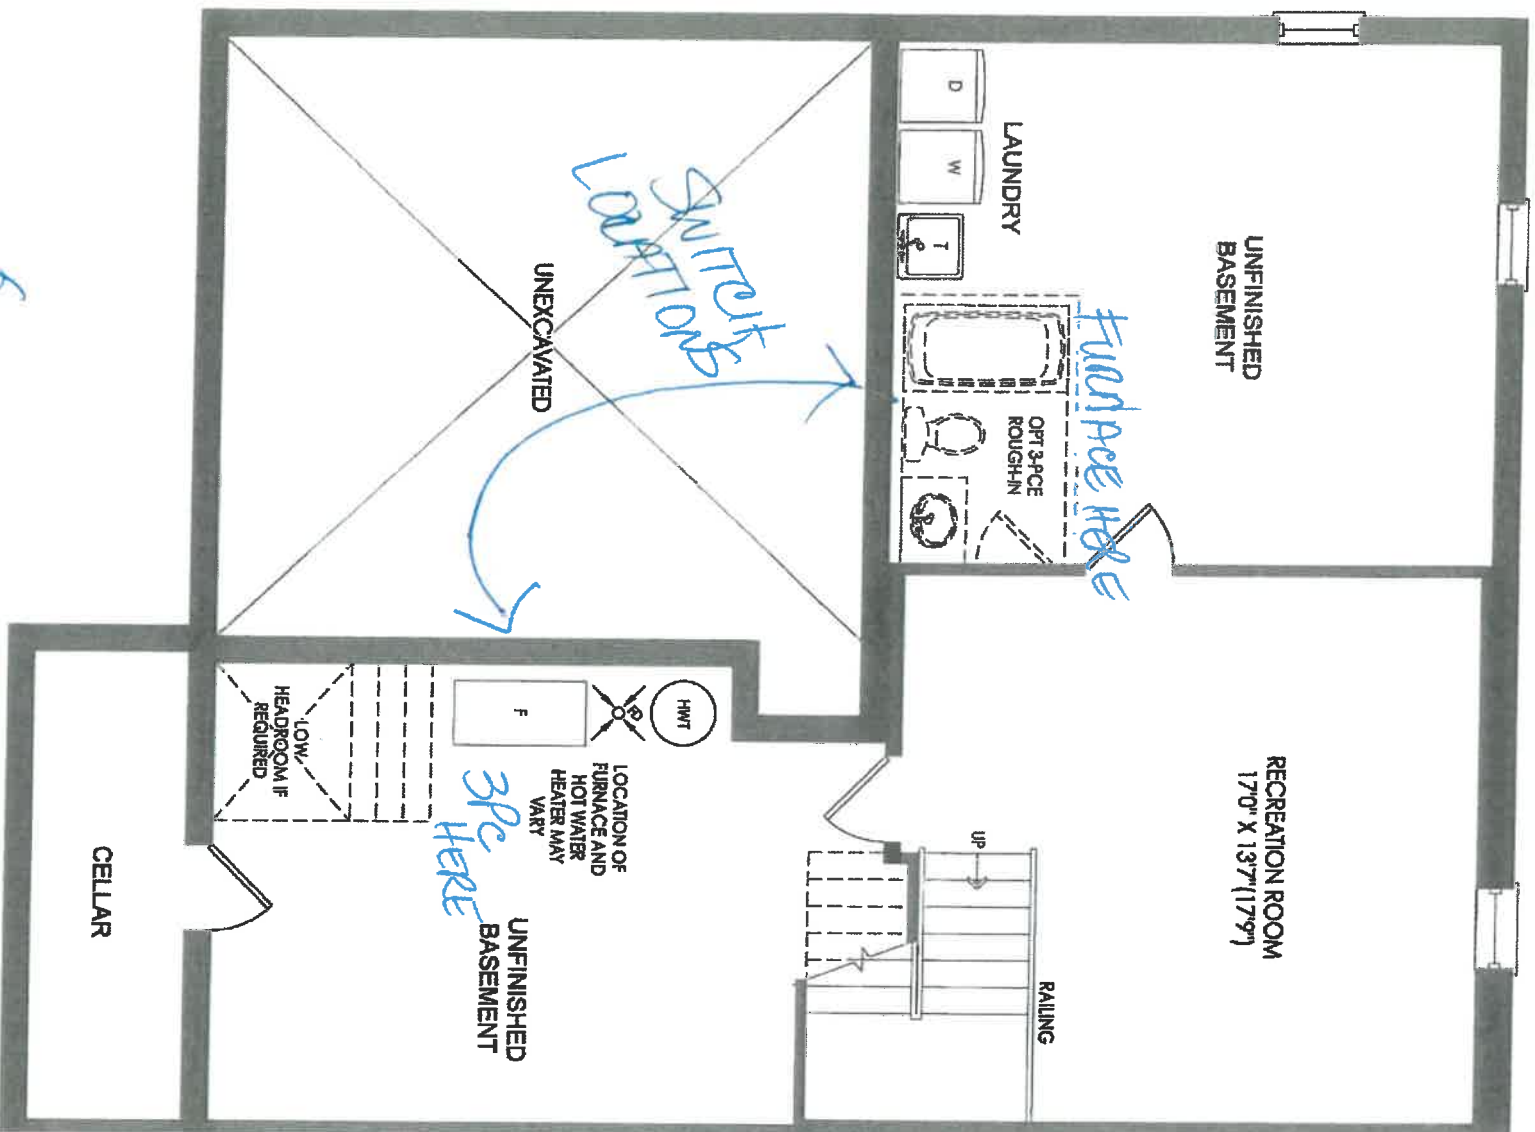 D
W
LAUNDRY
T
UNFINISHED
BASEMENT
OPT 3-PCE
ROUGH-IN
FURNACE HERE
SWITCH
LOCATIONS
UNEXCAVATED
RECREATION ROOM
17'0" X 13'7" (17'9")
UP
RAILING
HWT
FD
F
LOCATION OF
FURNACE AND
HOT WATER
HEATER MAY
VARY
3PC
HERE
LOW
HEADROOM IF
REQUIRED
UNFINISHED
BASEMENT
CELLAR